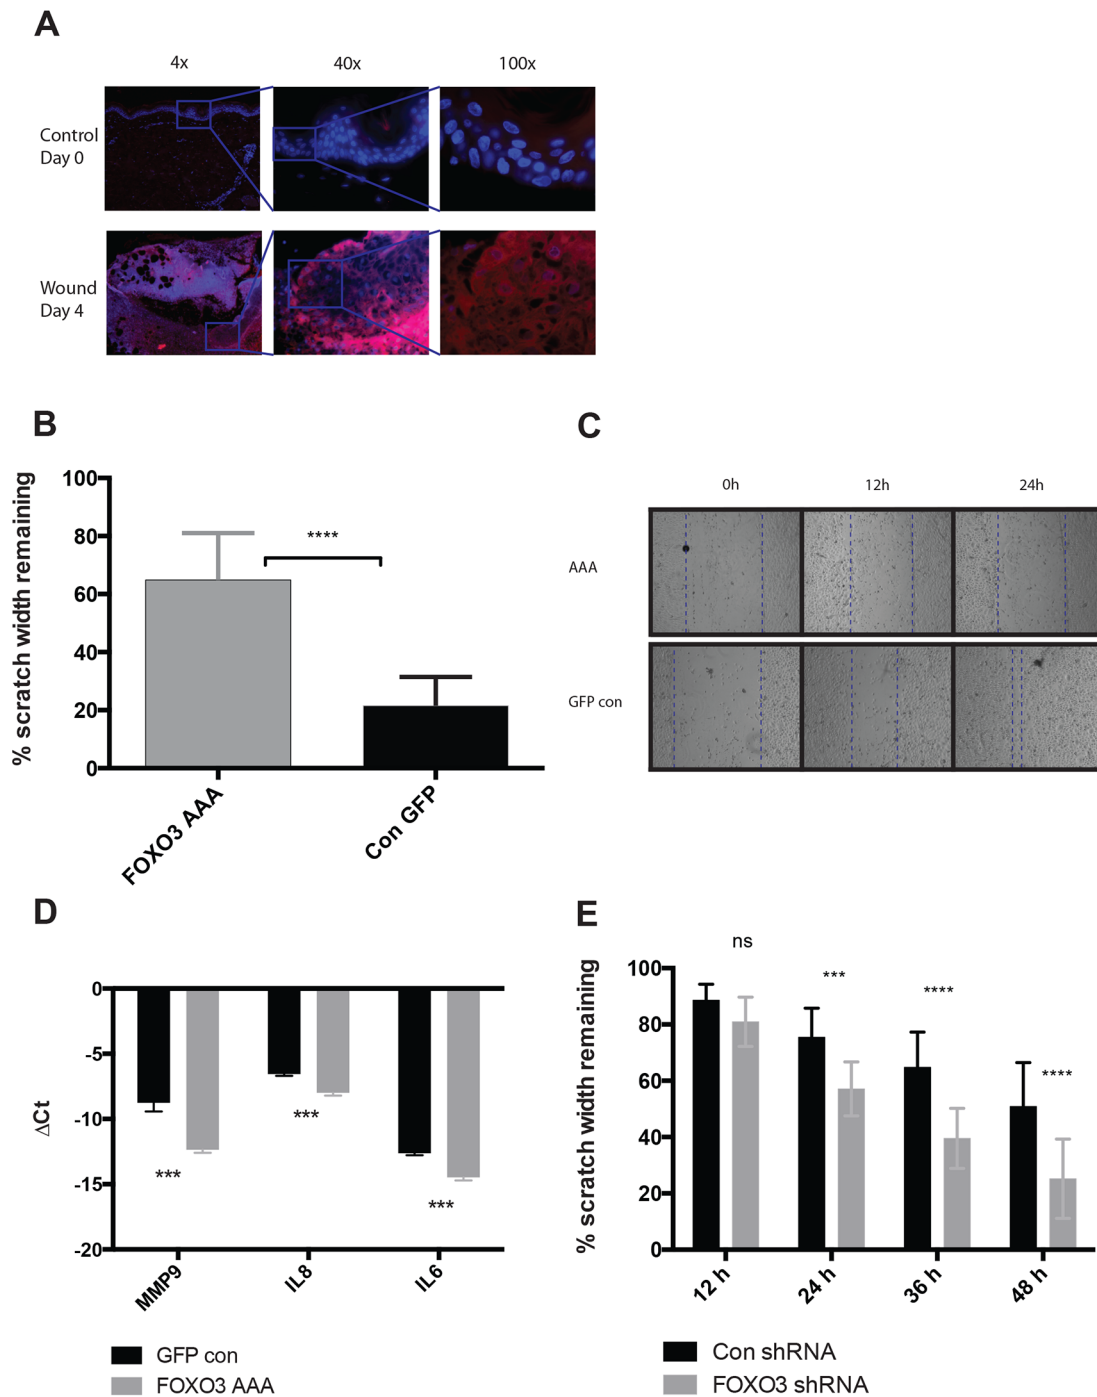 A
4x 40x 100x
Control
Day 0
Wound
Day 4
B
% scratch width remaining
100
80
60
40
20
0
****
FOXO3 AAA
Con GFP
C
0h 12h 24h
AAA
GFP con
D
ΔCt
0
-5
-10
-15
-20
***
***
***
MMP9
IL8
IL6
GFP con
FOXO3 AAA
E
% scratch width remaining
100
80
60
40
20
0
ns
***
****
****
12 h
24 h
36 h
48 h
Con shRNA
FOXO3 shRNA